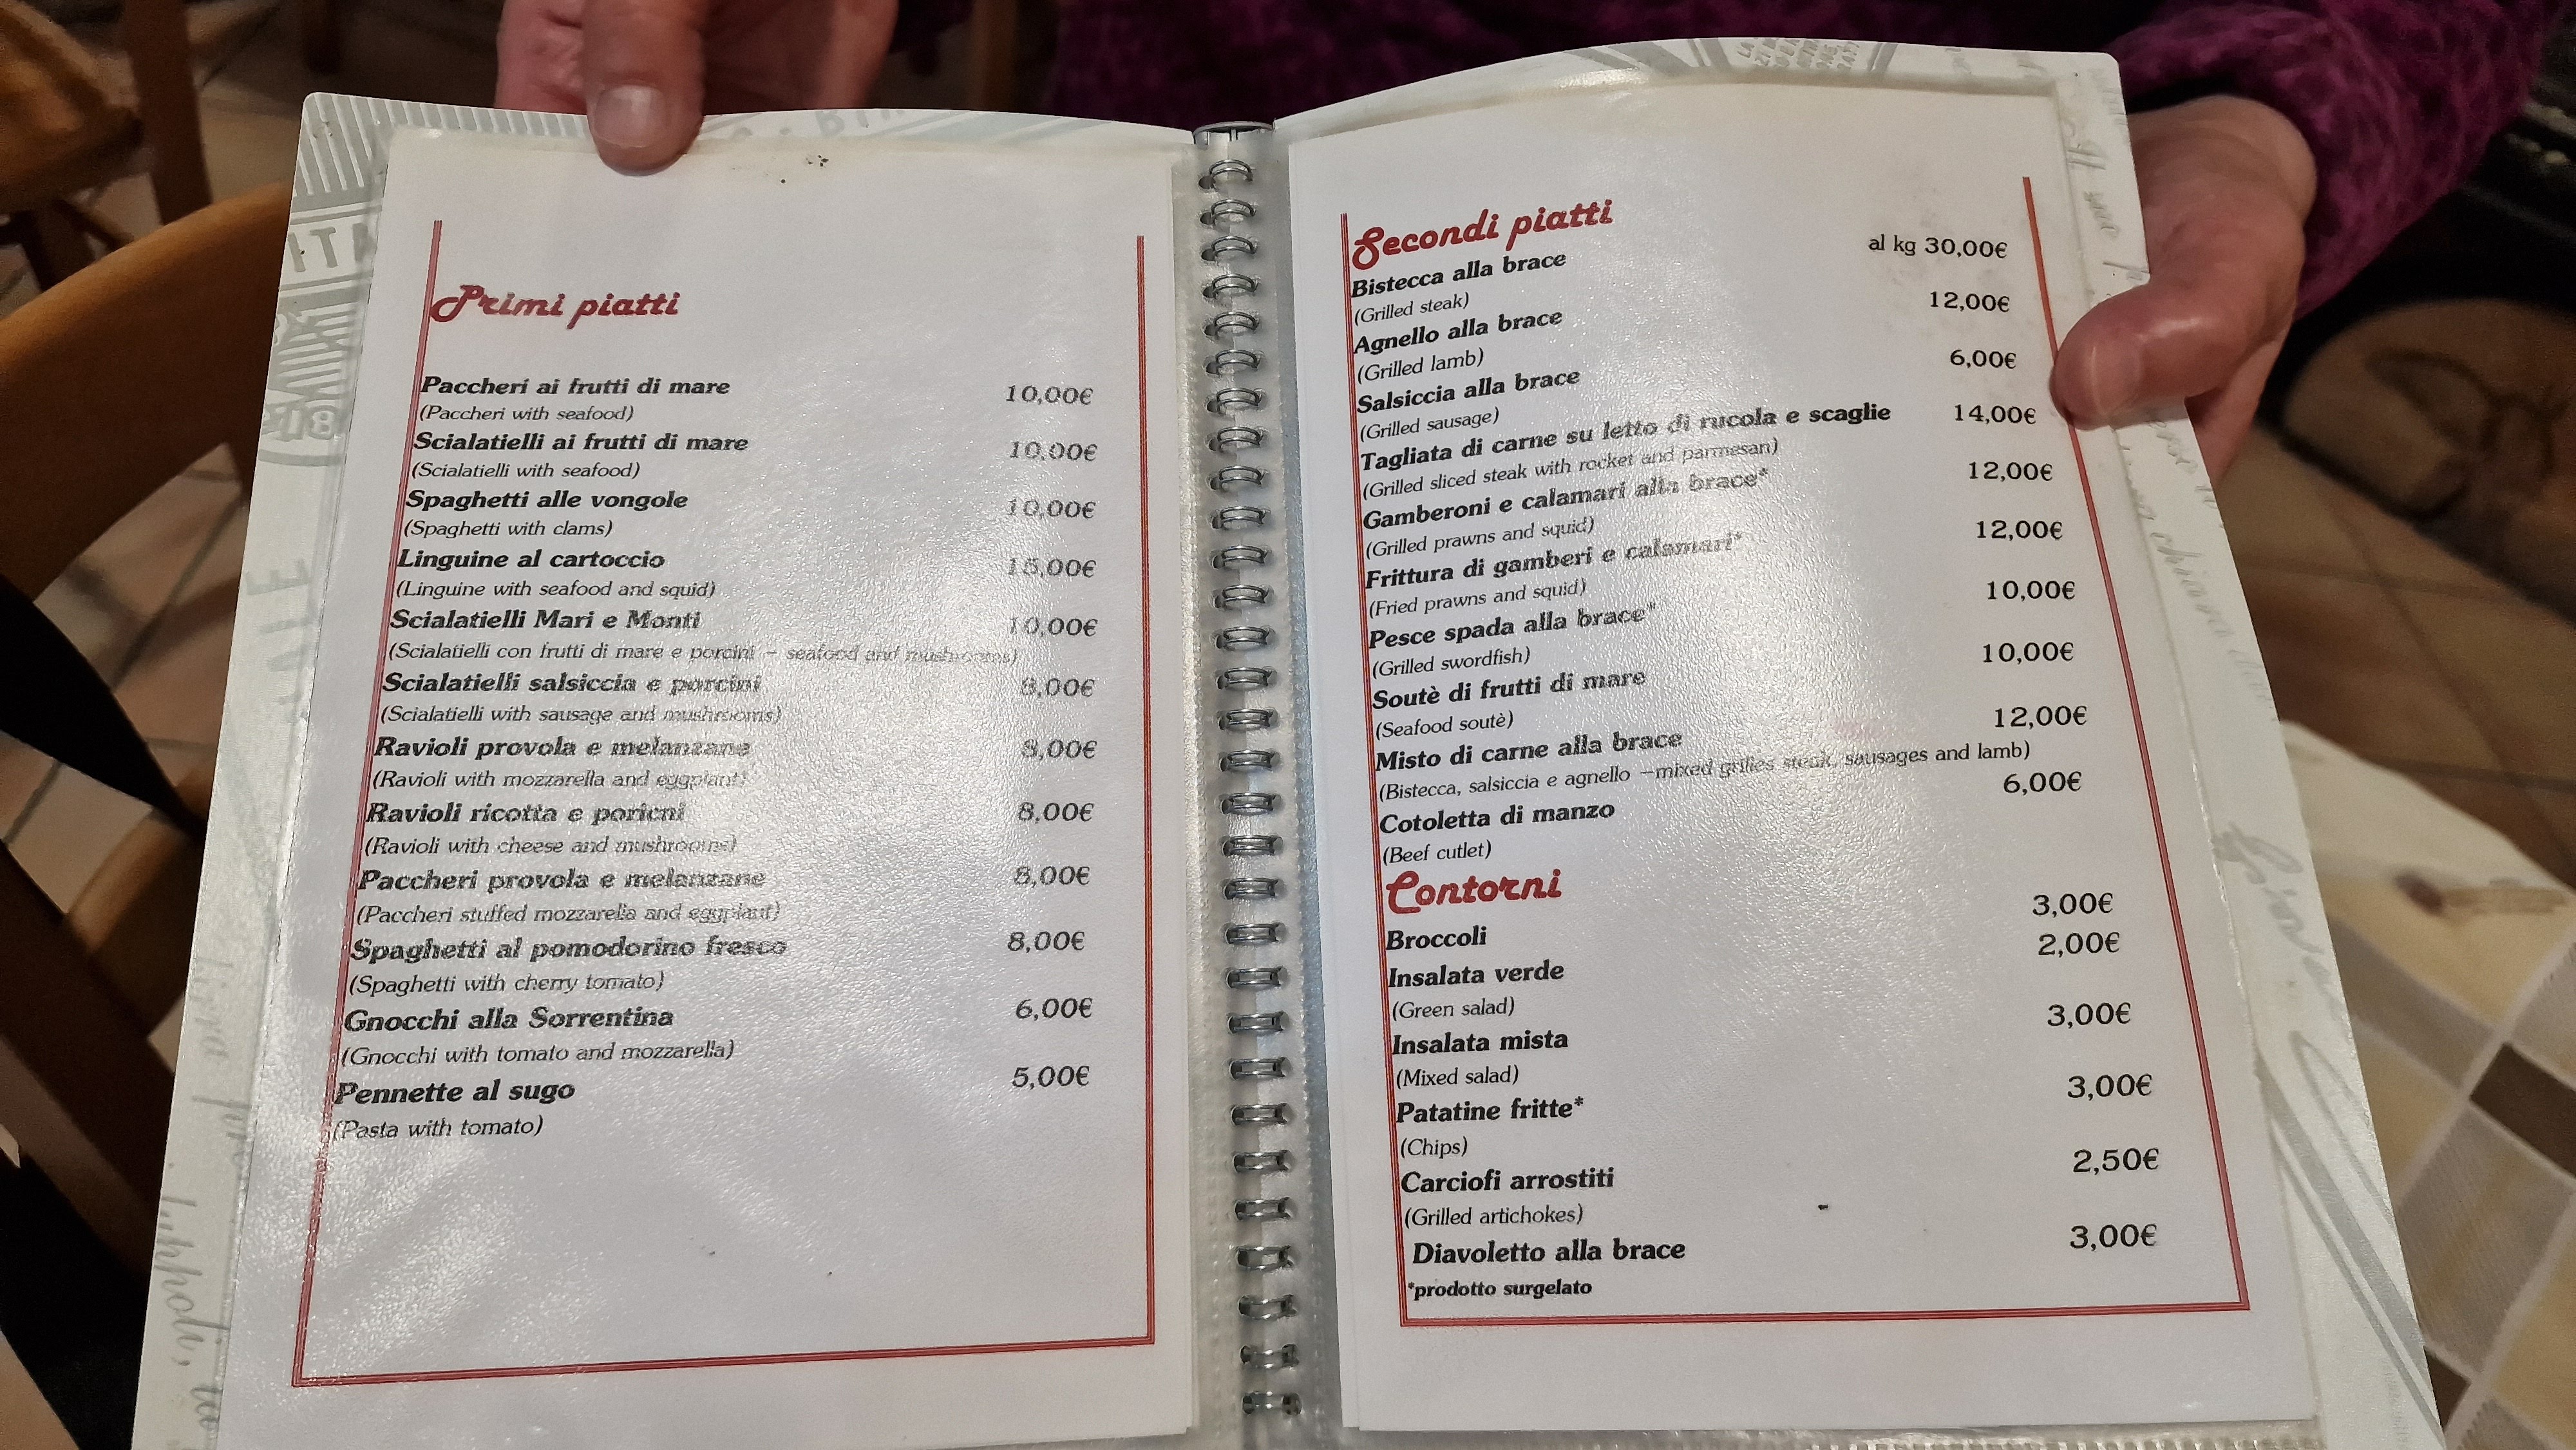 Primi piatti
Paccheri ai frutti di mare 10,00€
(Paccheri with seafood)
Scialatielli ai frutti di mare 10,00€
(Scialatielli with seafood)
Spaghetti alle vongole 10,00€
(Spaghetti with clams)
Linguine al cartoccio 15,00€
(Linguine with seafood and squid)
Scialatielli Mari e Monti 10,00€
(Scialatielli con frutti di mare e porcini - seafood and mushrooms)
Scialatielli salsiccia e porcini 8,00€
(Scialatielli with sausage and mushrooms)
Ravioli provola e melanzane 8,00€
(Ravioli with mozzarella and eggplant)
Ravioli ricotta e poricni 8,00€
(Ravioli with cheese and mushrooms)
Paccheri provola e melanzane 8,00€
(Paccheri stuffed mozzarella and eggplaut)
Spaghetti al pomodorino fresco 8,00€
(Spaghetti with cherry tomato)
Gnocchi alla Sorrentina 6,00€
(Gnocchi with tomato and mozzarella)
Pennette al sugo 5,00€
(Pasta with tomato)
Secondi piatti
Bistecca alla brace al kg 30,00€
(Grilled steak)
Agnello alla brace 12,00€
(Grilled lamb)
Salsiccia alla brace 6,00€
(Grilled sausage)
Tagliata di carne su letto di rucola e scaglie 14,00€
(Grilled sliced steak with rocket and parmesan)
Gamberoni e calamari alla brace* 12,00€
(Grilled prawns and squid)
Frittura di gamberi e calamari* 12,00€
(Fried prawns and squid)
Pesce spada alla brace* 10,00€
(Grilled swordfish)
Soutè di frutti di mare 10,00€
(Seafood soutè)
Misto di carne alla brace 12,00€
(Bistecca, salsiccia e agnello -mixed grilles steak, sausages and lamb)
Cotoletta di manzo 6,00€
(Beef cutlet)
Contorni
Broccoli 3,00€
Insalata verde 2,00€
(Green salad)
Insalata mista 3,00€
(Mixed salad)
Patatine fritte* 3,00€
(Chips)
Carciofi arrostiti 2,50€
(Grilled artichokes)
Diavoletto alla brace 3,00€
*prodotto surgelato